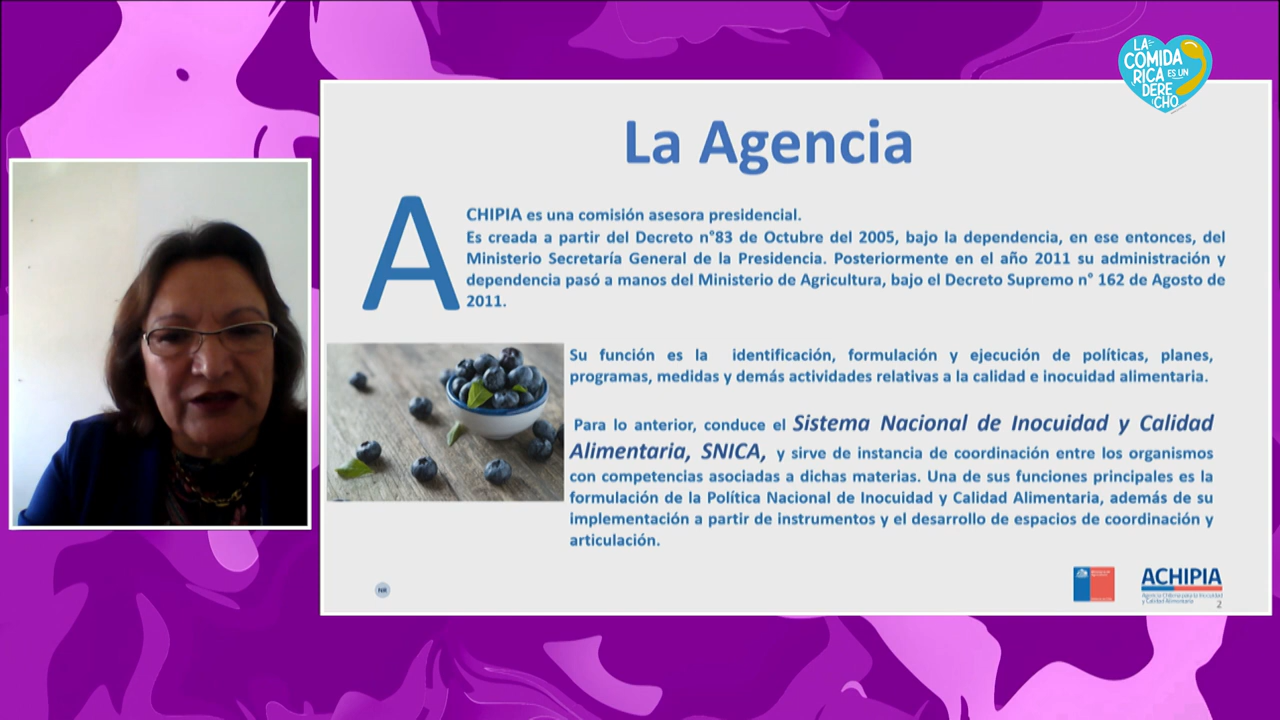 LA
COMIDA
RICA
ES UN
DERE
CHO
La Agencia
A
CHIPIA es una comisión asesora presidencial.
Es creada a partir del Decreto n°83 de Octubre del 2005, bajo la dependencia, en ese entonces, del
Ministerio Secretaría General de la Presidencia. Posteriormente en el año 2011 su administración y
dependencia pasó a manos del Ministerio de Agricultura, bajo el Decreto Supremo n° 162 de Agosto de
2011.
Su función es la identificación, formulación y ejecución de políticas, planes,
programas, medidas y demás actividades relativas a la calidad e inocuidad alimentaria.
Para lo anterior, conduce el Sistema Nacional de Inocuidad y Calidad
Alimentaria, SNICA, y sirve de instancia de coordinación entre los organismos
con competencias asociadas a dichas materias. Una de sus funciones principales es la
formulación de la Política Nacional de Inocuidad y Calidad Alimentaria, además de su
implementación a partir de instrumentos y el desarrollo de espacios de coordinación y
articulación.
NR
ACHIPIA
Agencia Chilena para la Inocuidad
y Calidad Alimentaria
2